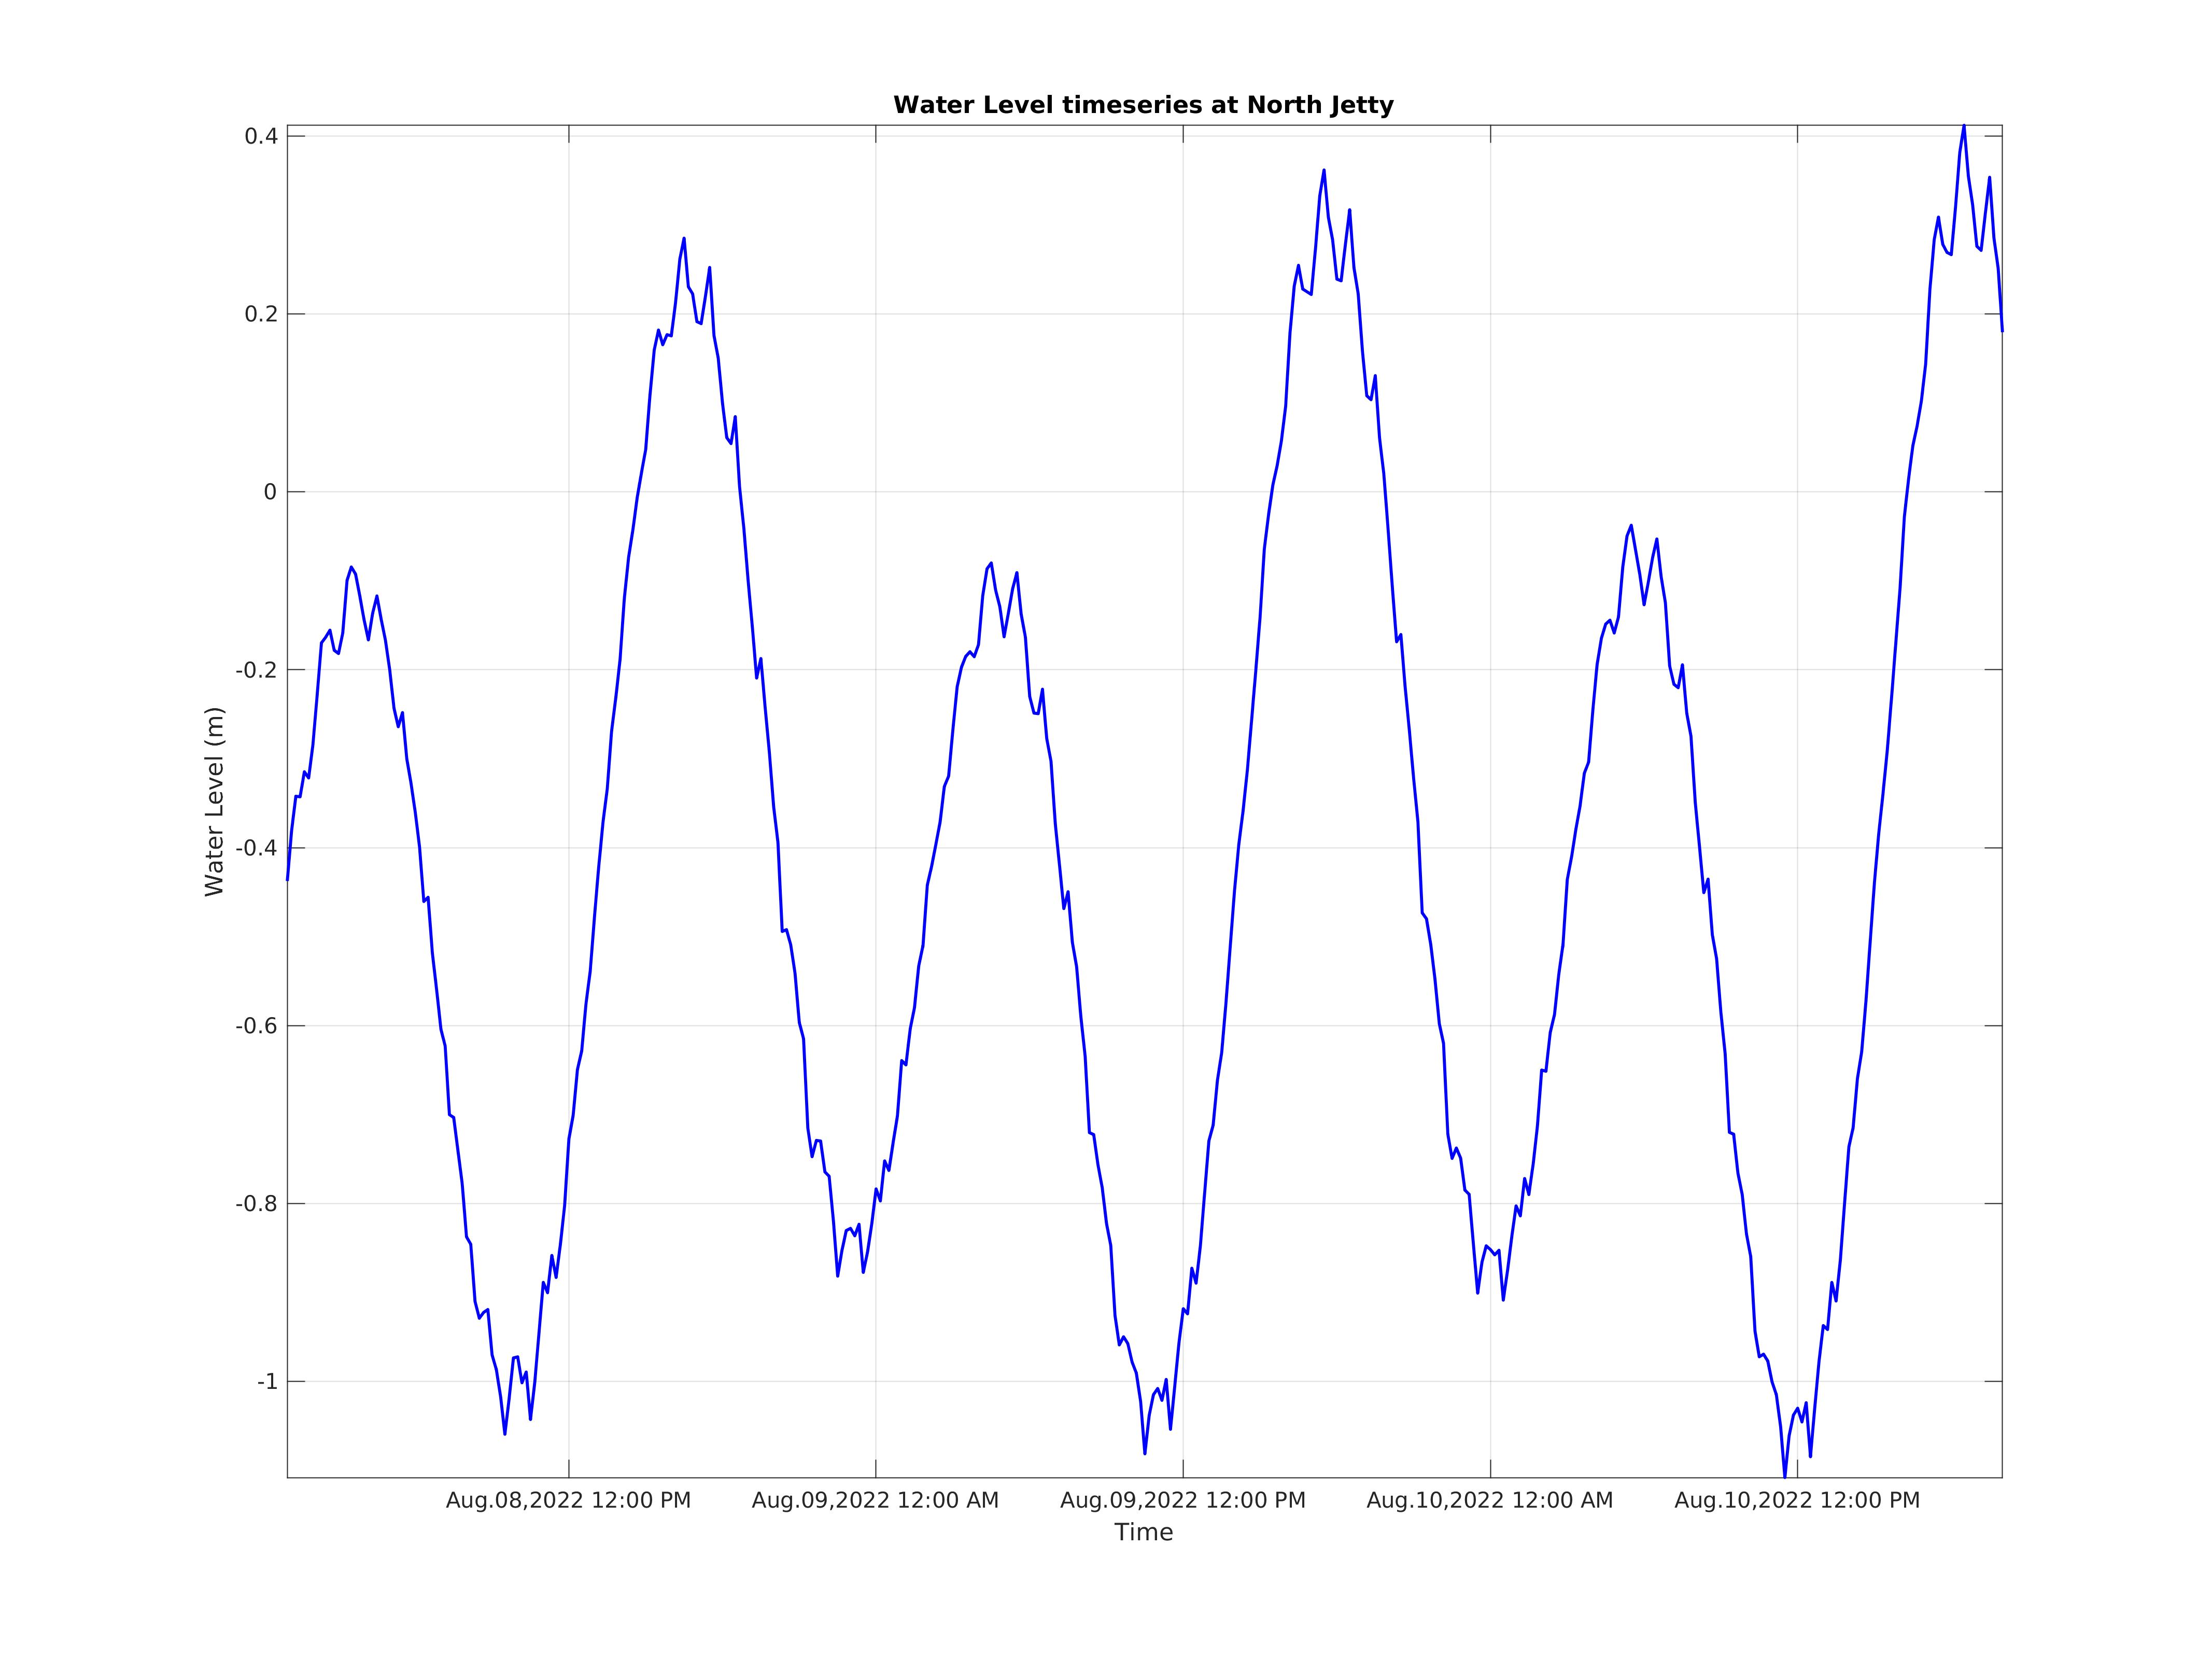 Water Level timeseries at North Jetty
0.4
0.2
0
-0.2
-0.4
-0.6
-0.8
-1
Water Level (m)
Aug.08,2022 12:00 PM
Aug.09,2022 12:00 AM
Aug.09,2022 12:00 PM
Aug.10,2022 12:00 AM
Aug.10,2022 12:00 PM
Time